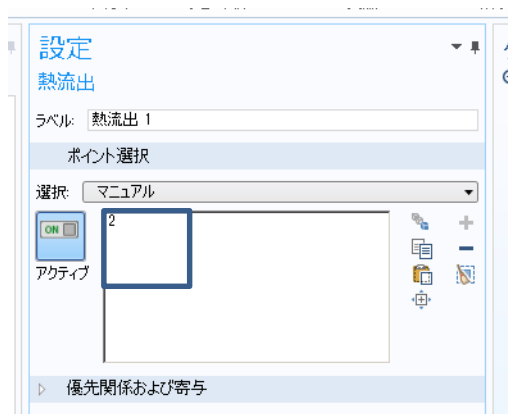 設定
熱流出
ラベル: 熱流出 1
ポイント選択
選択: マニュアル
ON
2
アクティブ
優先関係および寄与